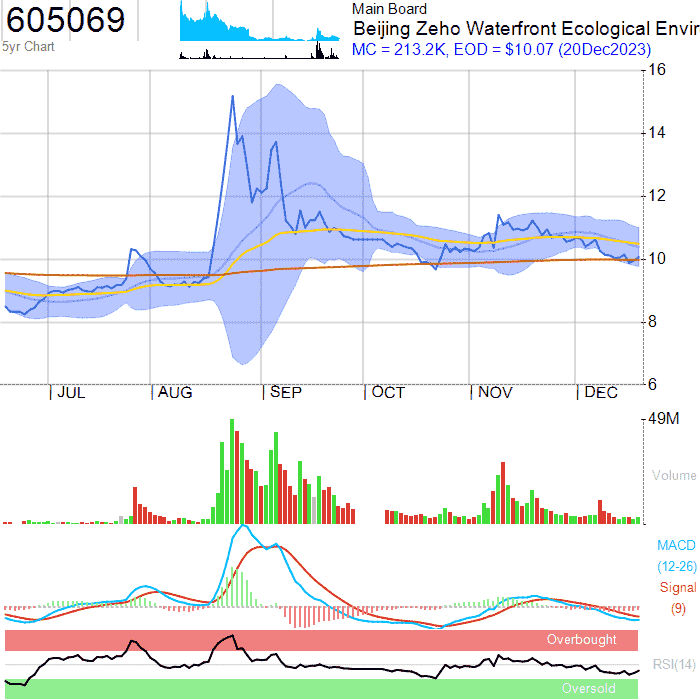 605069
5yr Chart
Main Board
Beijing Zeho Waterfront Ecological Envir
MC = 213.2K, EOD = $10.07 (20Dec2023)
16
14
12
10
8
6
JUL
AUG
SEP
OCT
NOV
DEC
49M
Volume
MACD
(12-26)
Signal
(9)
Overbought
RSI(14)
Oversold